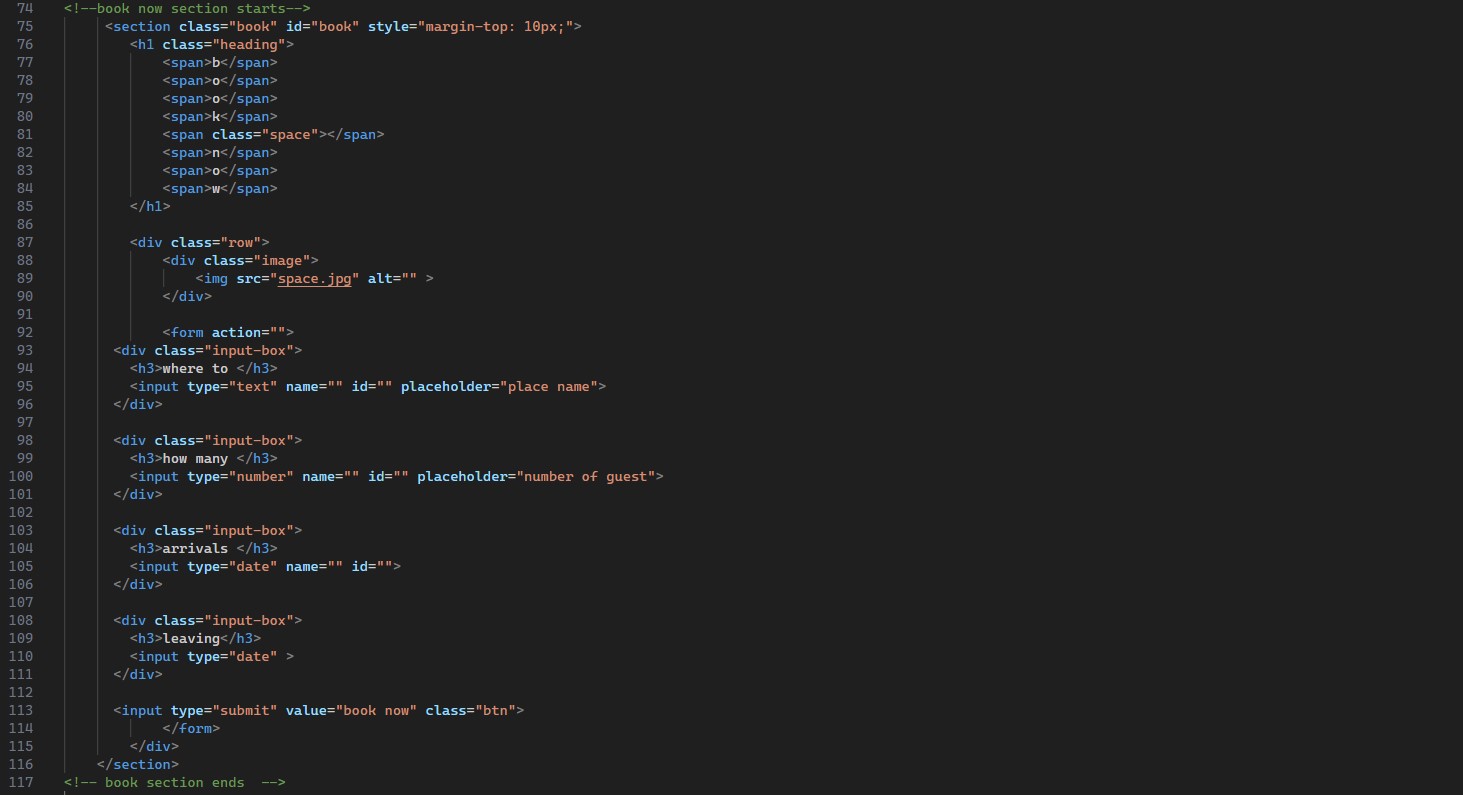 74 <!--book now section starts-->
75 <section class="book" id="book" style="margin-top: 10px;">
76 <h1 class="heading">
77 <span>b</span>
78 <span>o</span>
79 <span>o</span>
80 <span>k</span>
81 <span class="space"></span>
82 <span>n</span>
83 <span>o</span>
84 <span>w</span>
85 </h1>
86
87 <div class="row">
88 <div class="image">
89 <img src="space.jpg" alt="" >
90 </div>
91
92 <form action="">
93 <div class="input-box">
94 <h3>where to </h3>
95 <input type="text" name="" id="" placeholder="place name">
96 </div>
97
98 <div class="input-box">
99 <h3>how many </h3>
100 <input type="number" name="" id="" placeholder="number of guest">
101 </div>
102
103 <div class="input-box">
104 <h3>arrivals </h3>
105 <input type="date" name="" id="">
106 </div>
107
108 <div class="input-box">
109 <h3>leaving</h3>
110 <input type="date" >
111 </div>
112
113 <input type="submit" value="book now" class="btn">
114 </form>
115 </div>
116 </section>
117 <!-- book section ends  -->